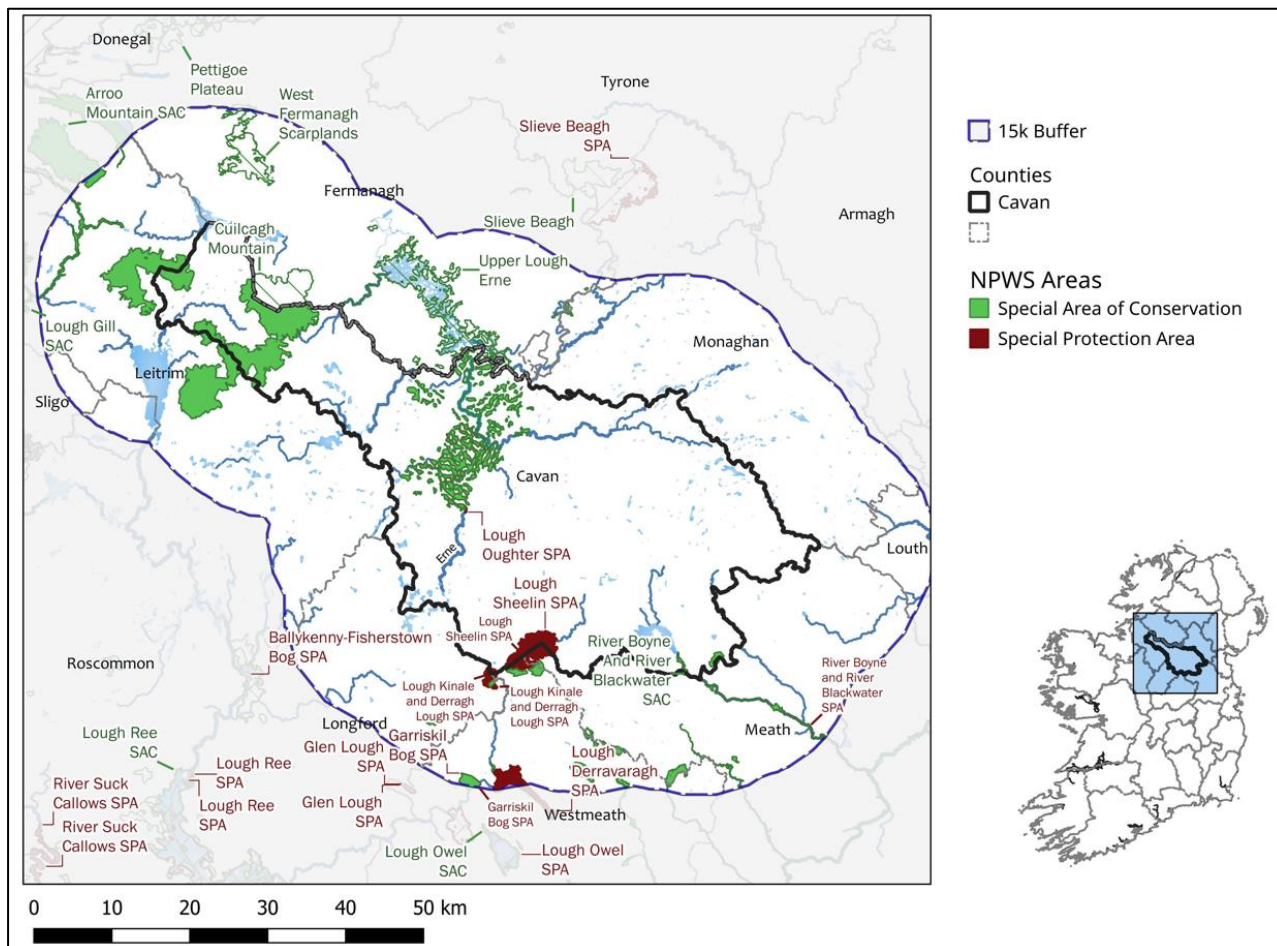 Donegal
Pettigoe
Plateau
Tyrone
Arroo
Mountain SAC
West
Fermanagh
Scarplands
Slieve Beagh
SPA
Fermanagh
Armagh
Slieve Beagh
Cuilcagh
Mountain
Upper Lough
Erne
Lough Gill
SAC
Monaghan
Leitrim
Sligo
Cavan
Lough
Oughter SPA
Erne
Louth
Lough
Sheelin SPA
Lough
Sheelin SPA
River Boyne
And River
Blackwater
SAC
Ballykenny-Fisherstown
Bog SPA
Roscommon
River Boyne
and River
Blackwater
SPA
Lough Kinale
and Derragh
Lough SPA
Lough Kinale
and Derragh
Lough SPA
Longford
Meath
Lough Ree
SAC
Glen Lough
SPA
Garriskil
Bog SPA
Lough
Derravaragh
SPA
Lough Ree
SPA
River Suck
Callows SPA
Lough Ree
SPA
Glen Lough
SPA
Garriskil
Bog SPA
Westmeath
River Suck
Callows SPA
Lough Owel
SAC
Lough Owel
SPA
0 10 20 30 40 50 km
15k Buffer
Counties
Cavan
NPWS Areas
Special Area of Conservation
Special Protection Area